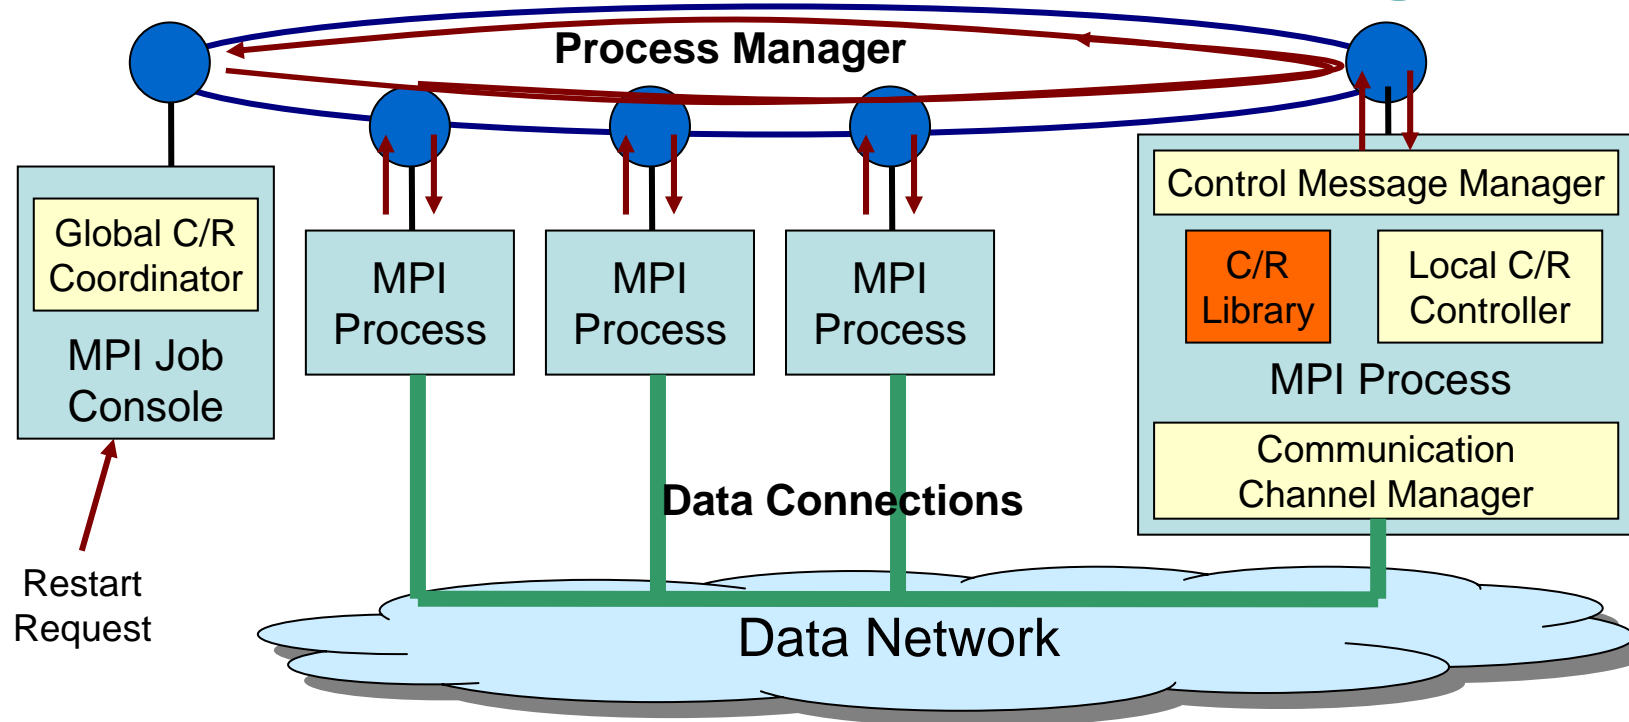 Process Manager
Global C/R
Coordinator
MPI Job
Console
MPI
Process
MPI
Process
MPI
Process
Control Message Manager
C/R
Library
Local C/R
Controller
MPI Process
Communication
Channel Manager
Data Connections
Restart
Request
Data Network